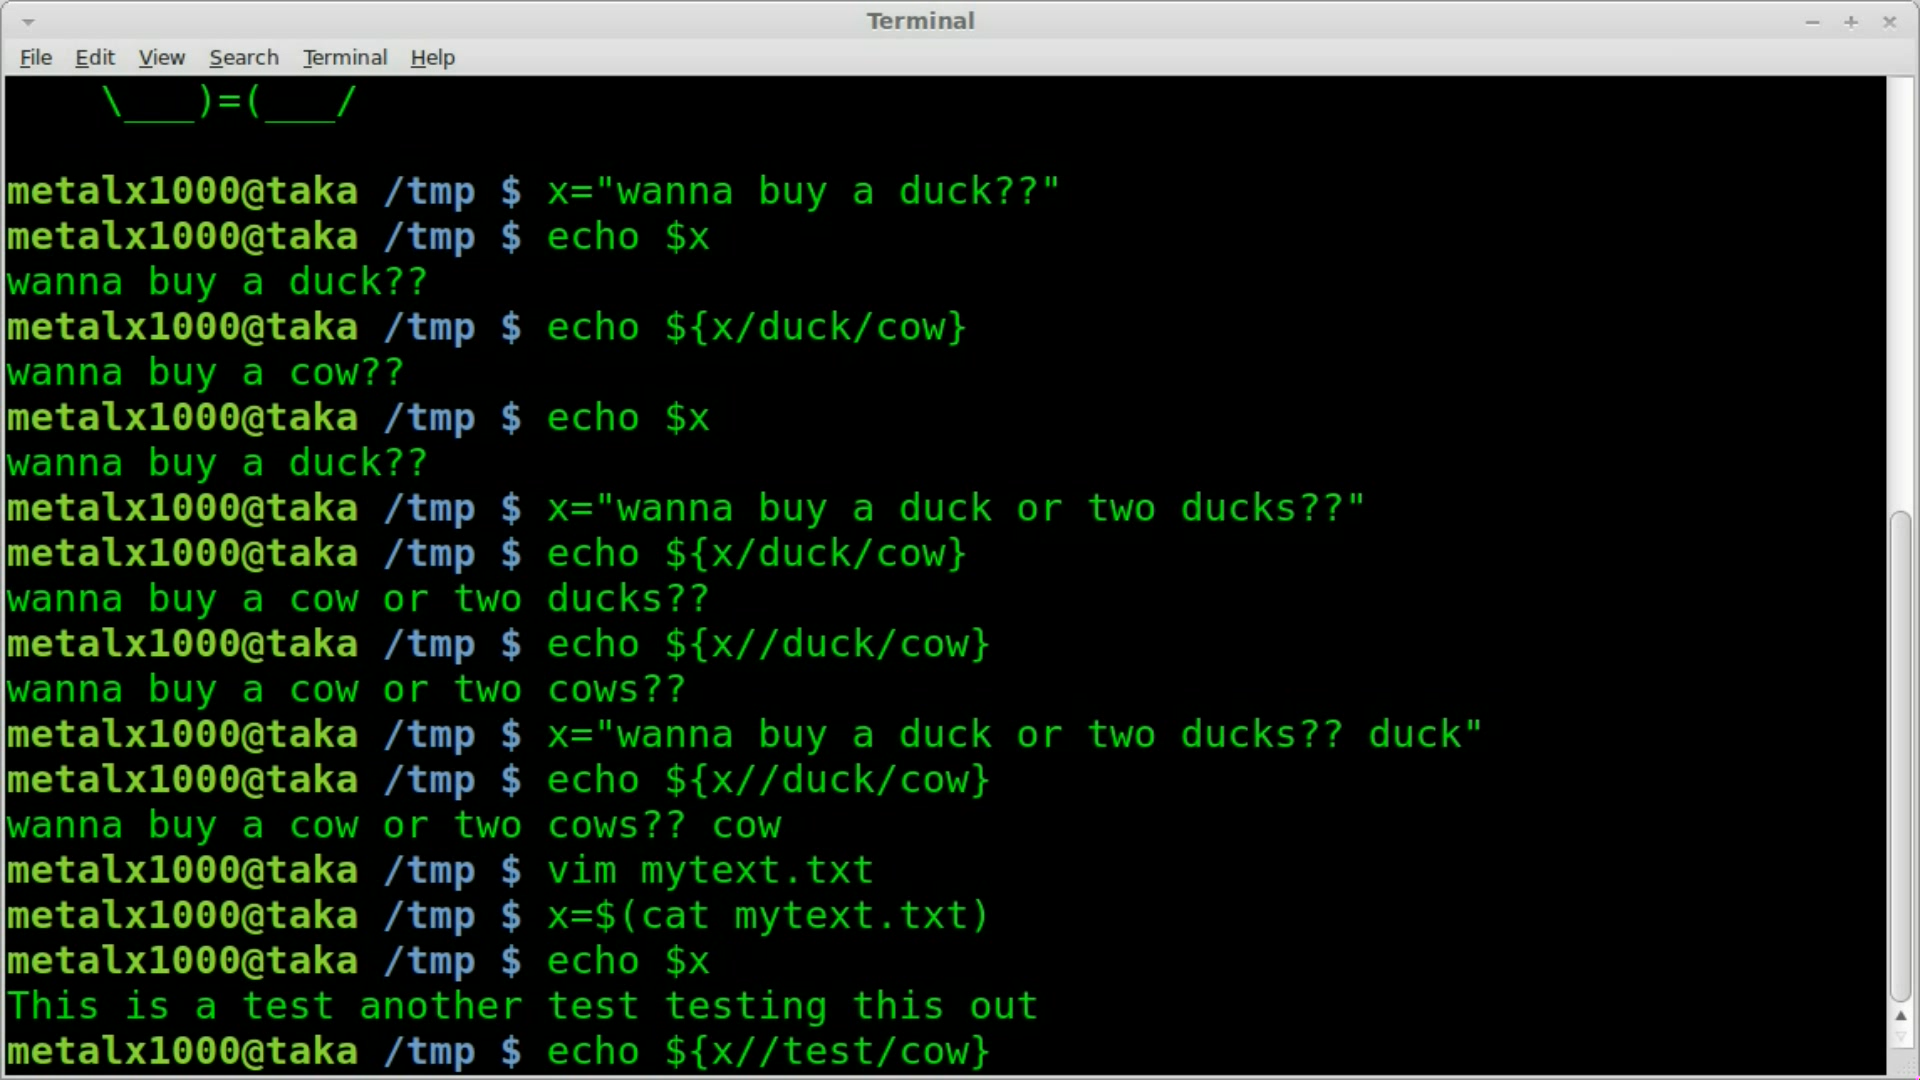 Terminal
File Edit View Search Terminal Help
\___)=(___/
metalx1000@taka /tmp $ x="wanna buy a duck??"
metalx1000@taka /tmp $ echo $x
wanna buy a duck??
metalx1000@taka /tmp $ echo ${x/duck/cow}
wanna buy a cow??
metalx1000@taka /tmp $ echo $x
wanna buy a duck??
metalx1000@taka /tmp $ x="wanna buy a duck or two ducks??"
metalx1000@taka /tmp $ echo ${x/duck/cow}
wanna buy a cow or two ducks??
metalx1000@taka /tmp $ echo ${x//duck/cow}
wanna buy a cow or two cows??
metalx1000@taka /tmp $ x="wanna buy a duck or two ducks?? duck"
metalx1000@taka /tmp $ echo ${x//duck/cow}
wanna buy a cow or two cows?? cow
metalx1000@taka /tmp $ vim mytext.txt
metalx1000@taka /tmp $ x=$(cat mytext.txt)
metalx1000@taka /tmp $ echo $x
This is a test another test testing this out
metalx1000@taka /tmp $ echo ${x//test/cow}